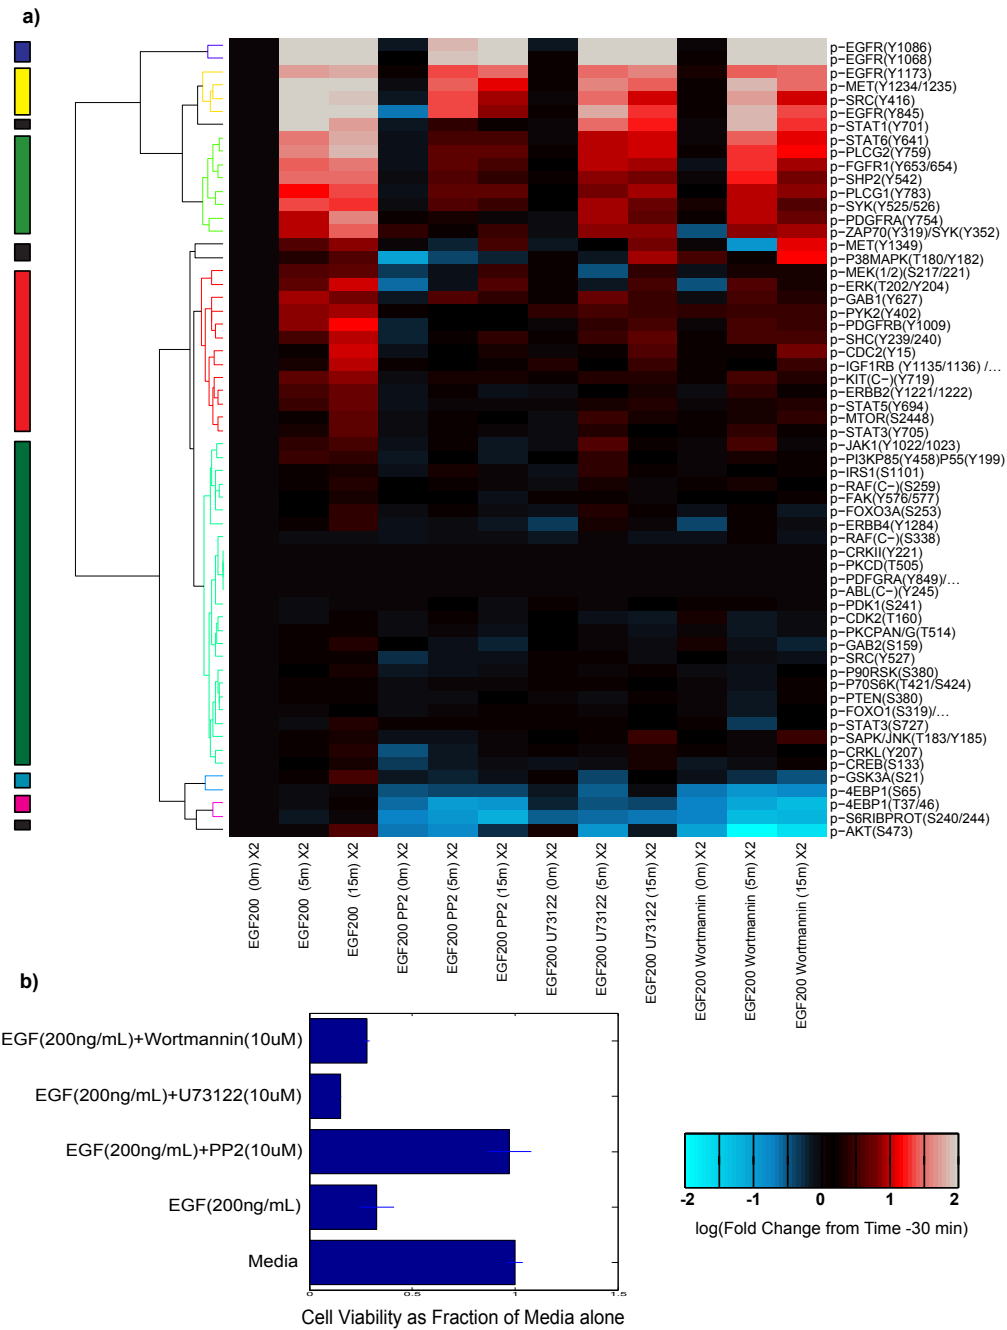 a)
p-EGFR(Y1086)
p-EGFR(Y1068)
p-EGFR(Y1173)
p-MET(Y1234/1235)
p-SRC(Y416)
p-EGFR(Y845)
p-STAT1(Y701)
p-STAT6(Y641)
p-PLCG2(Y759)
p-FGFR1(Y653/654)
p-SHP2(Y542)
p-PLCG1(Y783)
p-SYK(Y525/526)
p-PDGFRA(Y754)
p-ZAP70(Y319)/SYK(Y352)
p-MET(Y1349)
p-P38MAPK(T180/Y182)
p-MEK(1/2)(S217/221)
p-ERK(T202/Y204)
p-GAB1(Y627)
p-PYK2(Y402)
p-PDGFRB(Y1009)
p-SHC(Y239/240)
p-CDC2(Y15)
p-IGF1RB (Y1135/1136) /...
p-KIT(C-)(Y719)
p-ERBB2(Y1221/1222)
p-STAT5(Y694)
p-MTOR(S2448)
p-STAT3(Y705)
p-JAK1(Y1022/1023)
p-PI3KP85(Y458)P55(Y199)
p-IRS1(S1101)
p-RAF(C-)(S259)
p-FAK(Y576/577)
p-FOXO3A(S253)
p-ERBB4(Y1284)
p-RAF(C-)(S338)
p-CRKII(Y221)
p-PKCD(T505)
p-PDFGRA(Y849)/...
p-ABL(C-)(Y245)
p-PDK1(S241)
p-CDK2(T160)
p-PKCPAN/G(T514)
p-GAB2(S159)
p-SRC(Y527)
p-P90RSK(S380)
p-P70S6K(T421/S424)
p-PTEN(S380)
p-FOXO1(S319)/...
p-STAT3(S727)
p-SAPK/JNK(T183/Y185)
p-CRKL(Y207)
p-CREB(S133)
p-GSK3A(S21)
p-4EBP1(S65)
p-4EBP1(T37/46)
p-S6RIBPROT(S240/244)
p-AKT(S473)
EGF200 (0m) X2
EGF200 (5m) X2
EGF200 (15m) X2
EGF200 PP2 (0m) X2
EGF200 PP2 (5m) X2
EGF200 PP2 (15m) X2
EGF200 U73122 (0m) X2
EGF200 U73122 (5m) X2
EGF200 U73122 (15m) X2
EGF200 Wortmannin (0m) X2
EGF200 Wortmannin (5m) X2
EGF200 Wortmannin (15m) X2
b)
EGF(200ng/mL)+Wortmannin(10uM)
EGF(200ng/mL)+U73122(10uM)
EGF(200ng/mL)+PP2(10uM)
EGF(200ng/mL)
Media
0 0.5 1 1.5
Cell Viability as Fraction of Media alone
-2 -1 0 1 2
log(Fold Change from Time -30 min)